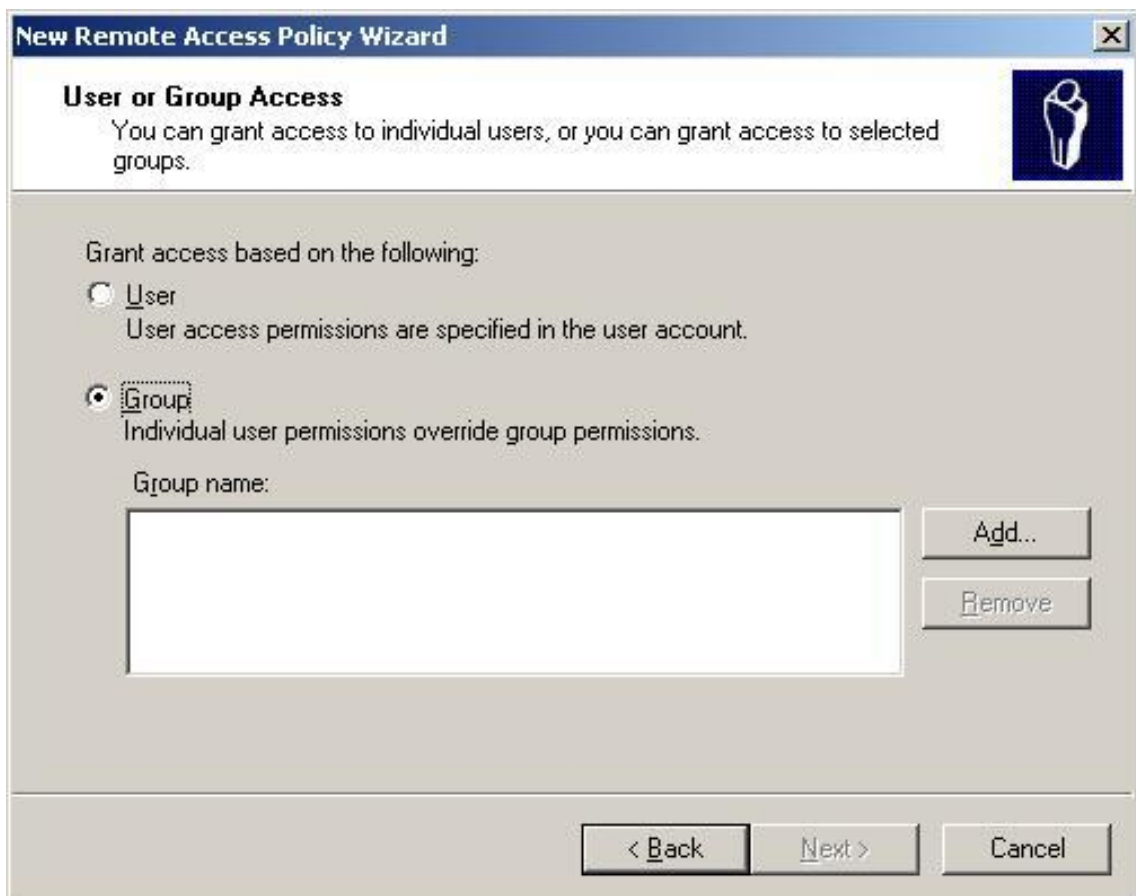 New Remote Access Policy Wizard
User or Group Access
You can grant access to individual users, or you can grant access to selected
groups.
Grant access based on the following:
User
User access permissions are specified in the user account.
Group
Individual user permissions override group permissions.
Group name:
Add...
Remove
< Back
Next >
Cancel